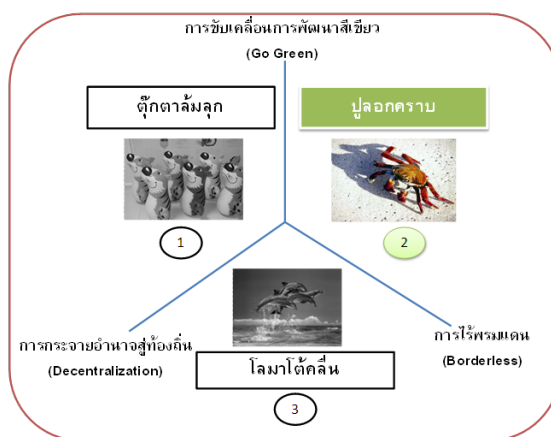 การขับเคลื่อนการพัฒนาสีเขียว
(Go Green)
ตุ๊กตาล้มลุก
ปูลอกคราบ
1
2
การกระจายอำนาจสู่ท้องถิ่น
(Decentralization)
การไร้พรมแดน
(Borderless)
โลมาโต้คลื่น
3